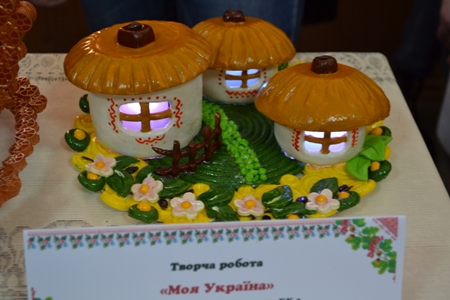 Творча робота
«Моя Україна»